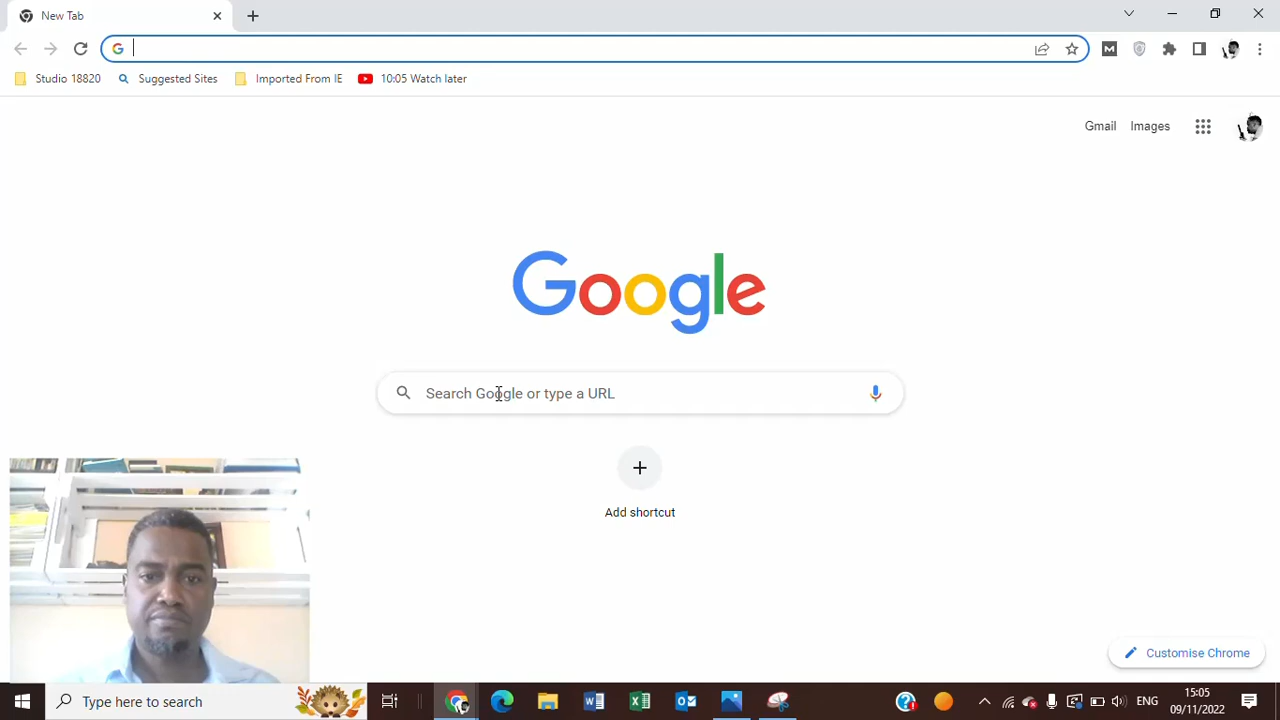 New Tab
Studio 18820
Suggested Sites
Imported From IE
10:05 Watch later
Gmail
Images
Google
Search Google or type a URL
Add shortcut
Customise Chrome
Type here to search
ENG
15:05
09/11/2022